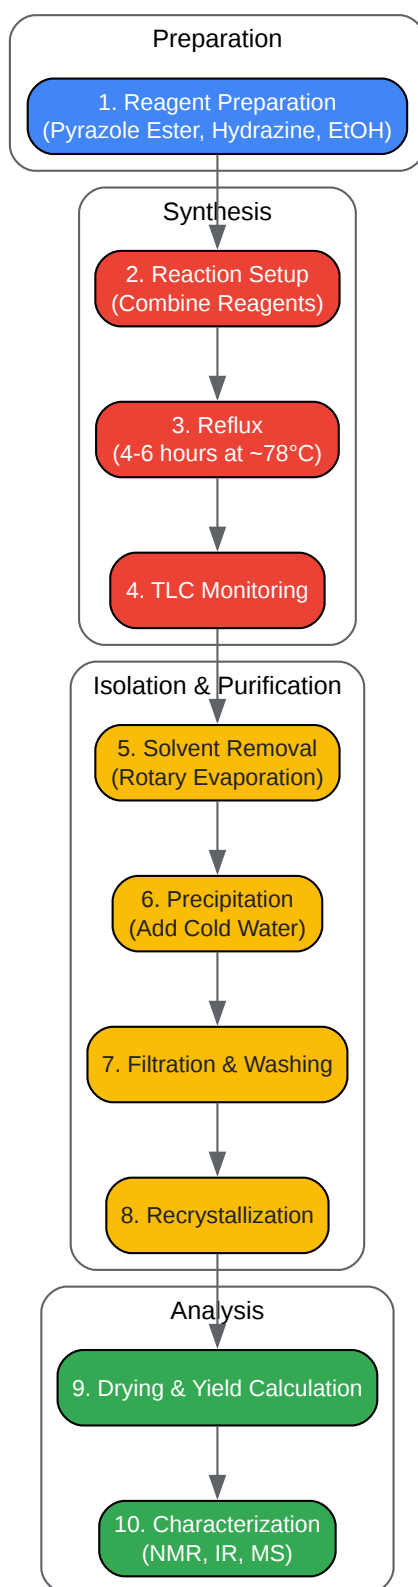 Preparation
1. Reagent Preparation
(Pyrazole Ester, Hydrazine, EtOH)
Synthesis
2. Reaction Setup
(Combine Reagents)
3. Reflux
(4-6 hours at ~78°C)
4. TLC Monitoring
Isolation & Purification
5. Solvent Removal
(Rotary Evaporation)
6. Precipitation
(Add Cold Water)
7. Filtration & Washing
8. Recrystallization
Analysis
9. Drying & Yield Calculation
10. Characterization
(NMR, IR, MS)